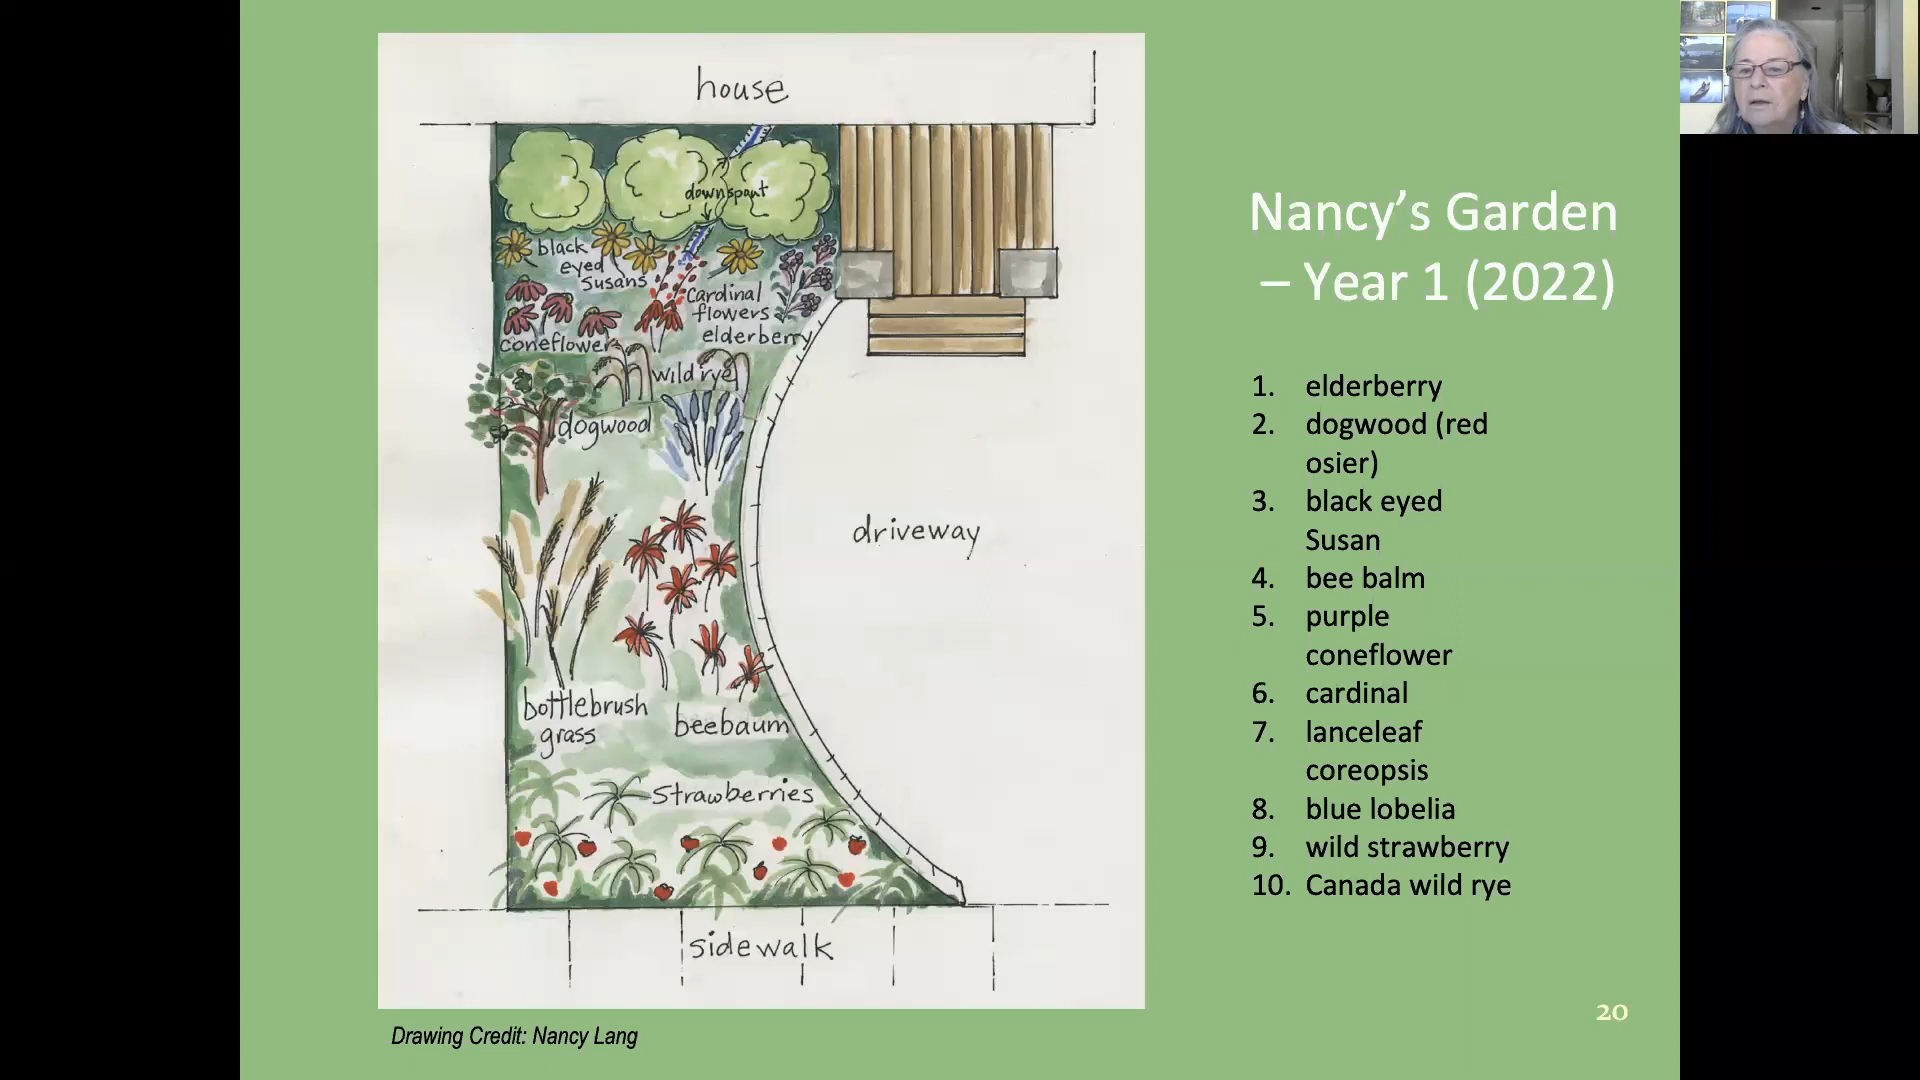 house
downspout
black
eyed
Susans
Cardinal
flowers
elderberry
coneflower
wild rye
dogwood
driveway
bottlebrush
grass
beebaum
Strawberries
sidewalk
Drawing Credit: Nancy Lang
Nancy’s Garden
– Year 1 (2022)
1. elderberry
2. dogwood (red
osier)
3. black eyed
Susan
4. bee balm
5. purple
coneflower
6. cardinal
7. lanceleaf
coreopsis
8. blue lobelia
9. wild strawberry
10. Canada wild rye
20